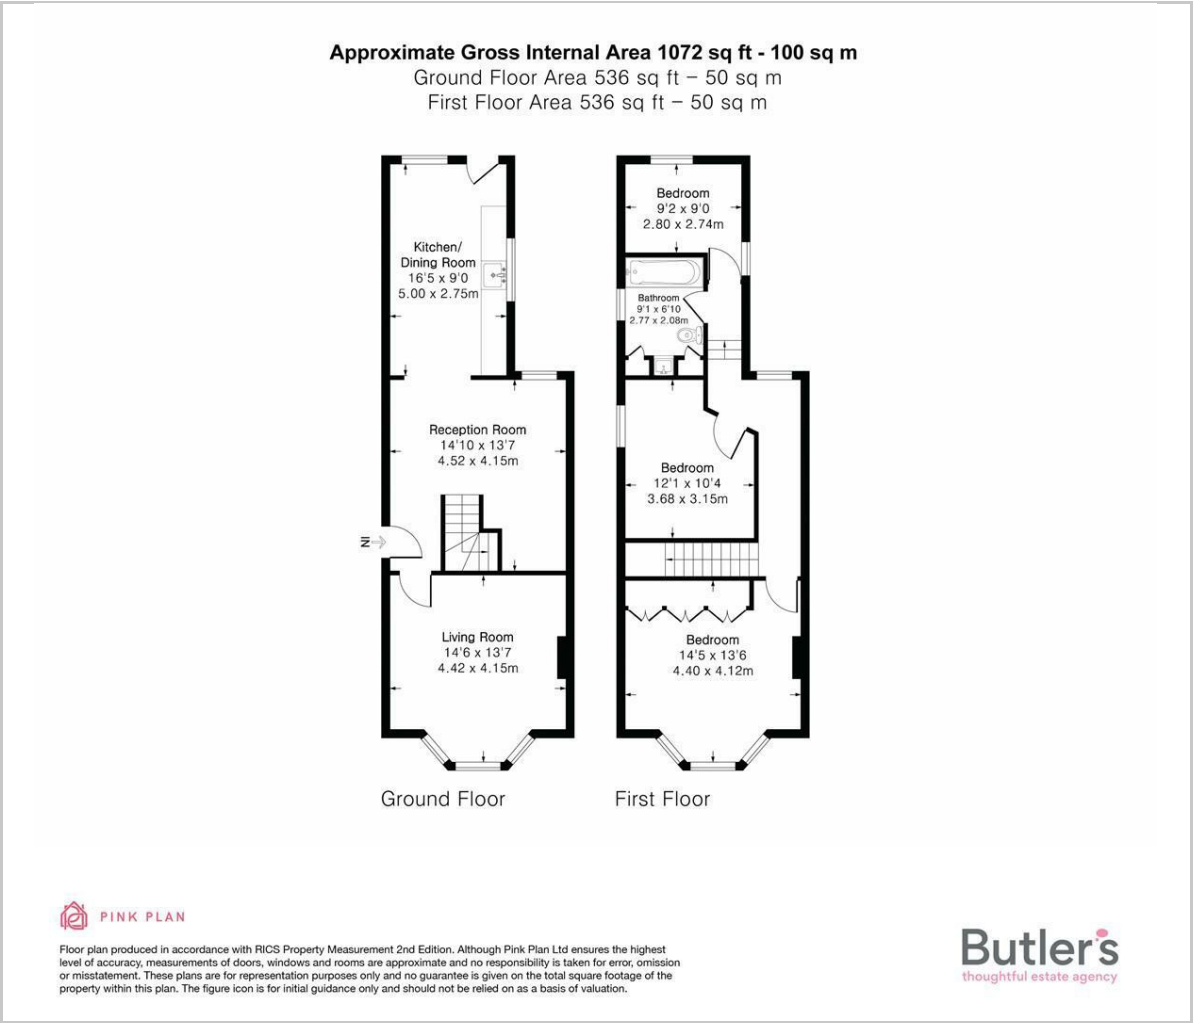 Approximate Gross Internal Area 1072 sq ft - 100 sq m
Ground Floor Area 536 sq ft – 50 sq m
First Floor Area 536 sq ft – 50 sq m
Kitchen/
Dining Room
16'5 x 9'0
5.00 x 2.75m
Reception Room
14'10 x 13'7
4.52 x 4.15m
IN
Living Room
14'6 x 13'7
4.42 x 4.15m
Ground Floor
Bedroom
9'2 x 9'0
2.80 x 2.74m
Bathroom
9'1 x 6'10
2.77 x 2.08m
Bedroom
12'1 x 10'4
3.68 x 3.15m
Bedroom
14'5 x 13'6
4.40 x 4.12m
First Floor
PINK PLAN
Floor plan produced in accordance with RICS Property Measurement 2nd Edition. Although Pink Plan Ltd ensures the highest
level of accuracy, measurements of doors, windows and rooms are approximate and no responsibility is taken for error, omission
or misstatement. These plans are for representation purposes only and no guarantee is given on the total square footage of the
property within this plan. The figure icon is for initial guidance only and should not be relied on as a basis of valuation.
Butler's
thoughtful estate agency